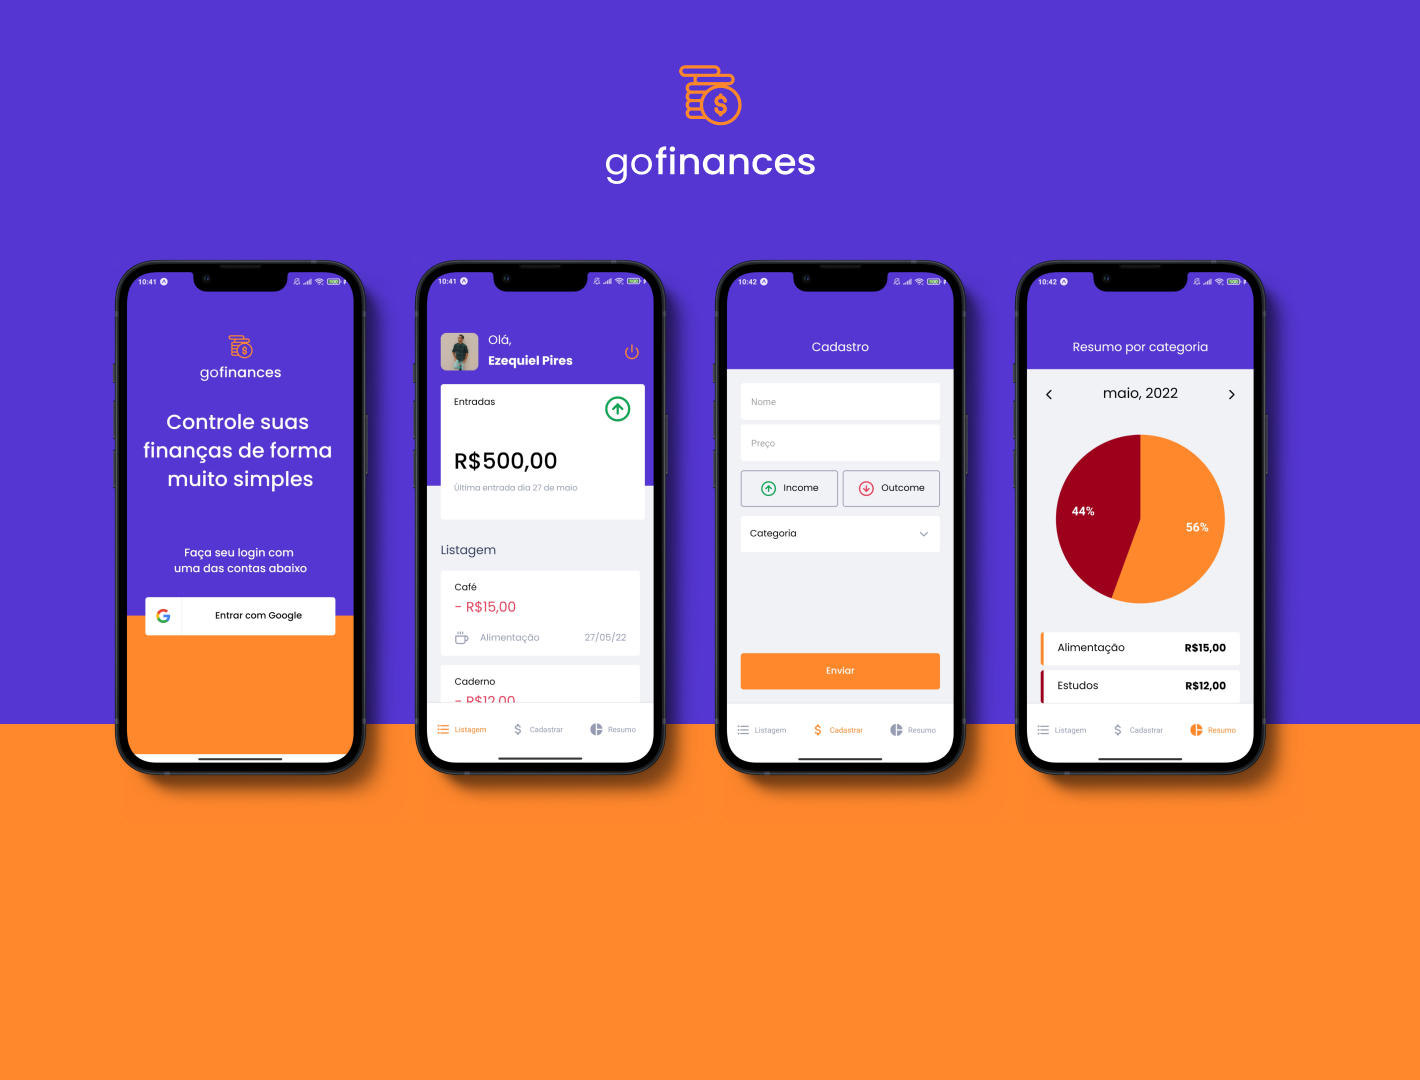 gofinances
10:41
100
gofinances
Controle suas
finanças de forma
muito simples
Faça seu login com
uma das contas abaixo
Entrar com Google
10:41
100
Olá,
Ezequiel Pires
Entradas
R$500,00
Última entrada dia 27 de maio
Listagem
Café
- R$15,00
Alimentação 27/05/22
Caderno
- R$12,00
Listagem $ Cadastrar Resumo
10:42
100
Cadastro
Nome
Preço
Income Outcome
Categoria
Enviar
Listagem $ Cadastrar Resumo
10:42
100
Resumo por categoria
maio, 2022
44%
56%
Alimentação R$15,00
Estudos R$12,00
Listagem $ Cadastrar Resumo